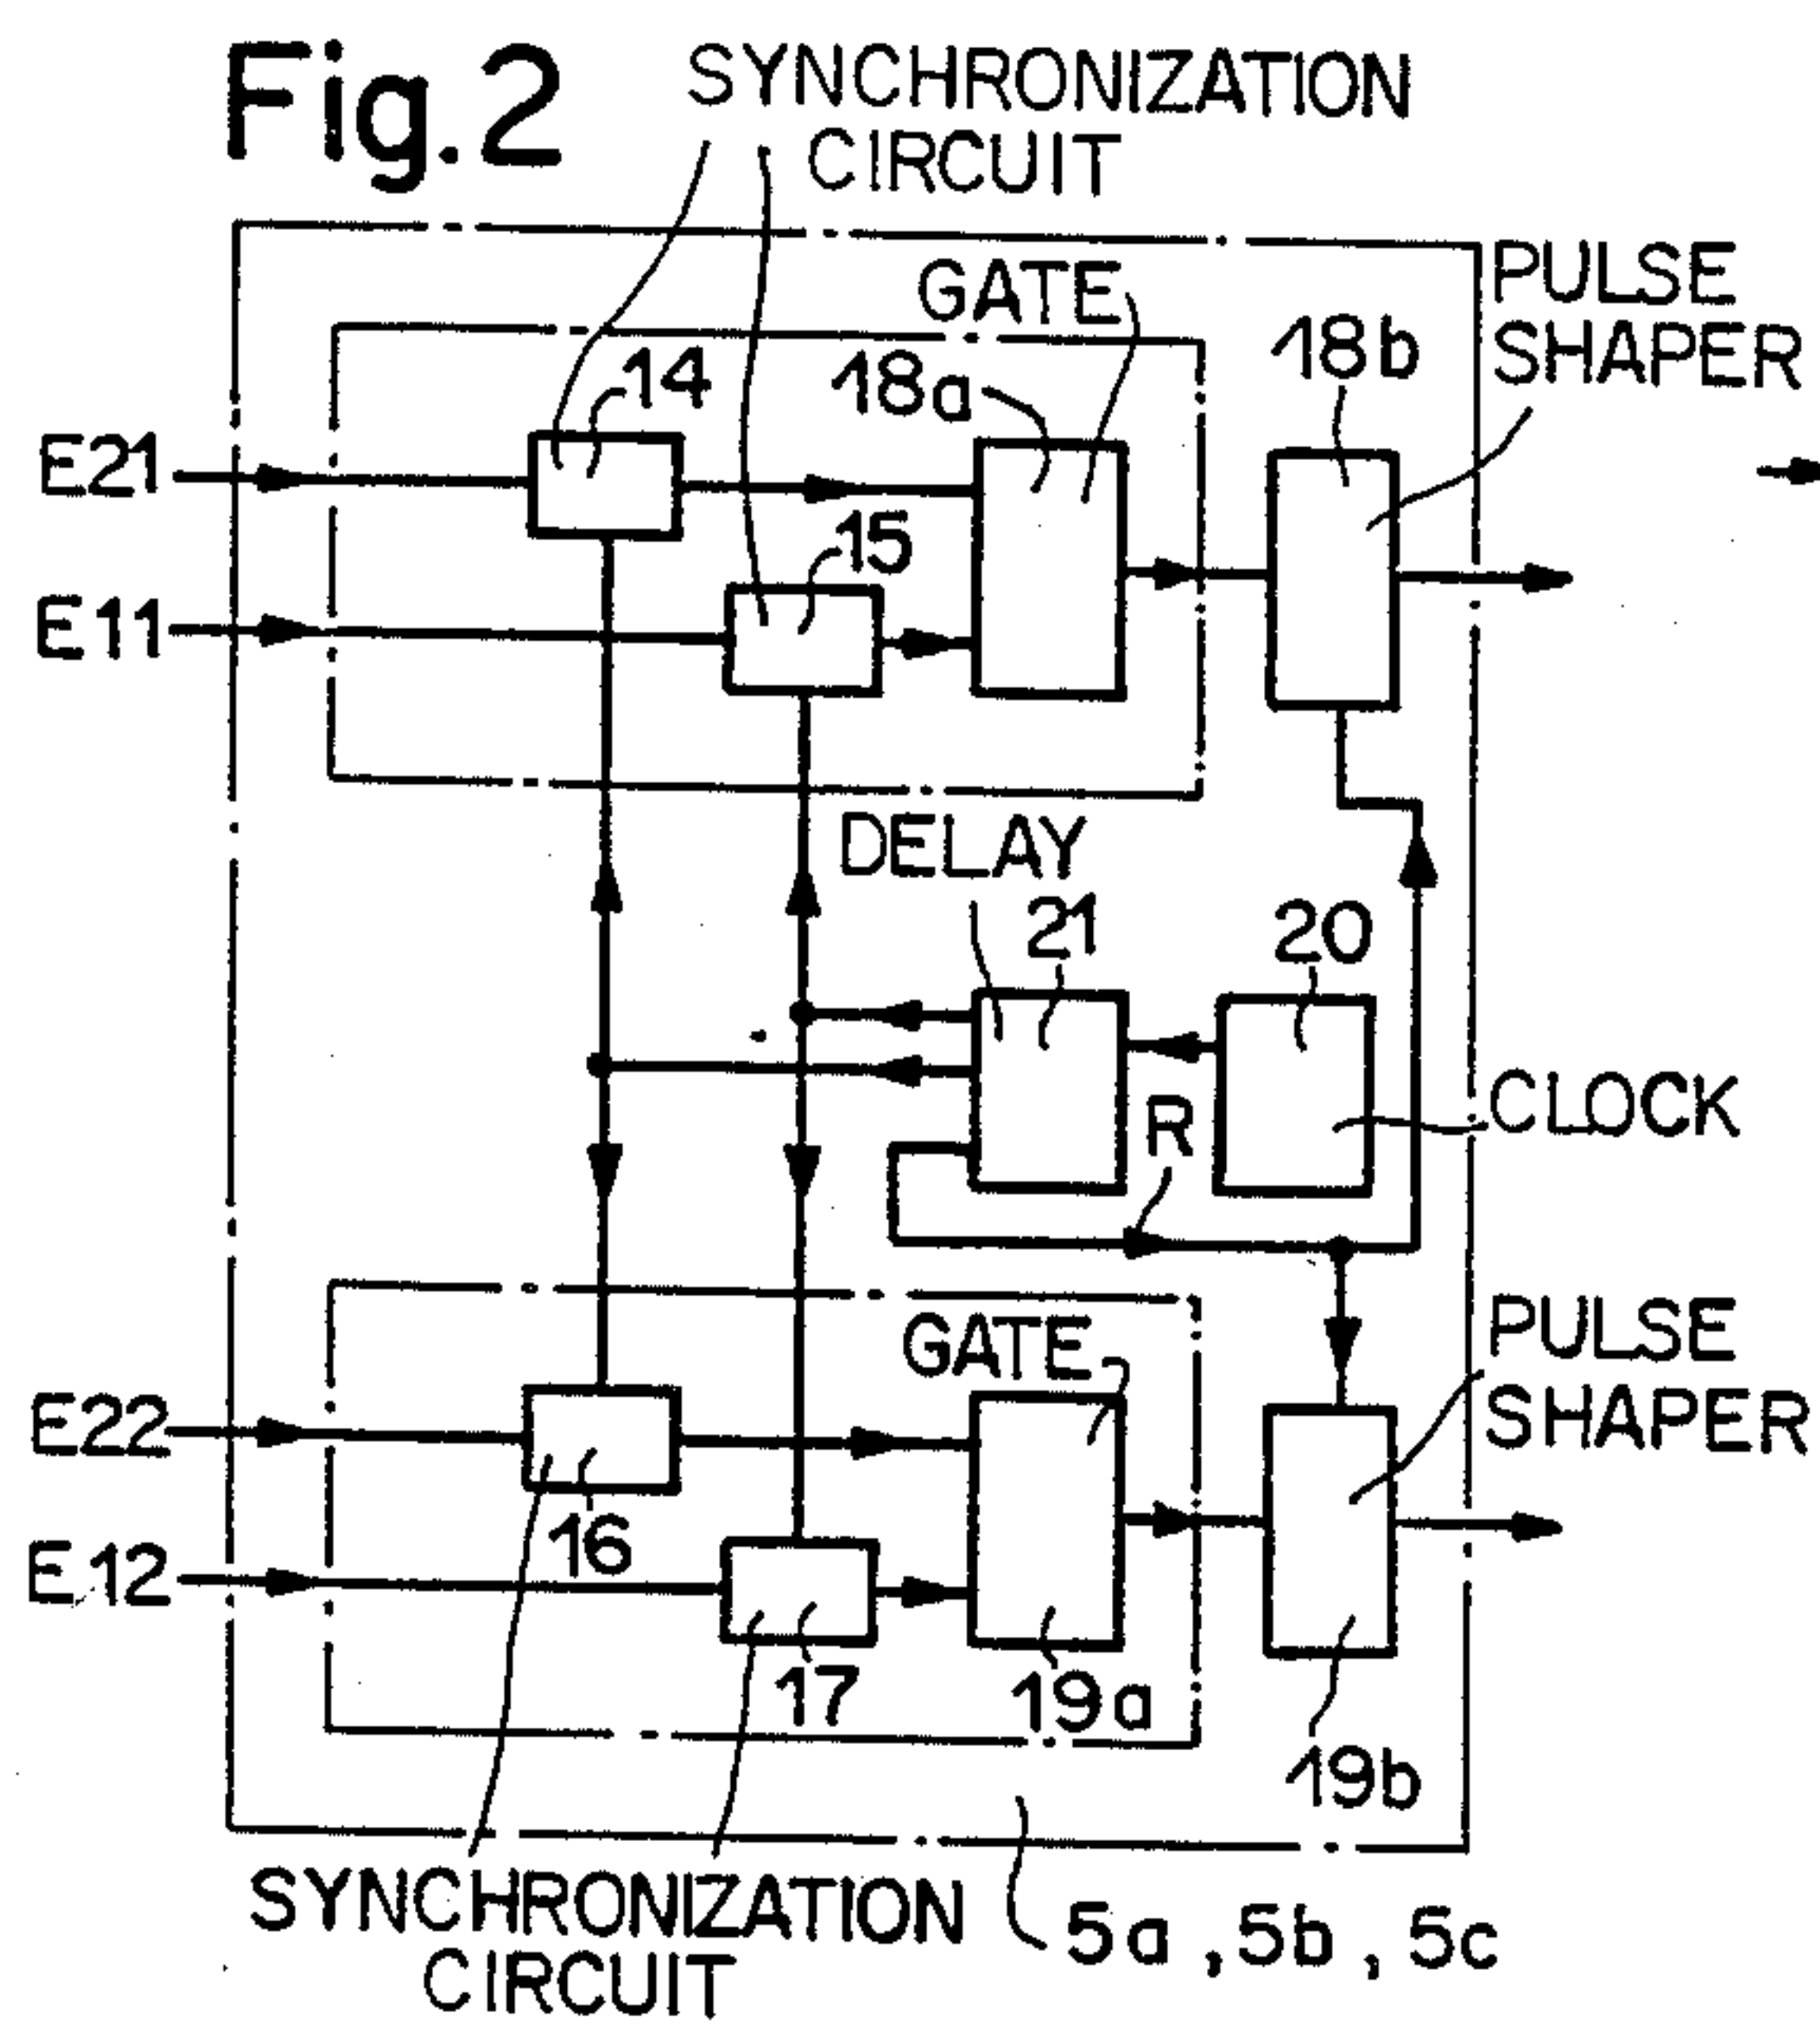 Fig.2
SYNCHRONIZATION
CIRCUIT
GATE
PULSE
SHAPER
14
18a
18b
E21
15
E11
DELAY
21
20
R
CLOCK
GATE
PULSE
SHAPER
E22
16
E12
17
19a
19b
SYNCHRONIZATION
CIRCUIT
5a, 5b, 5c